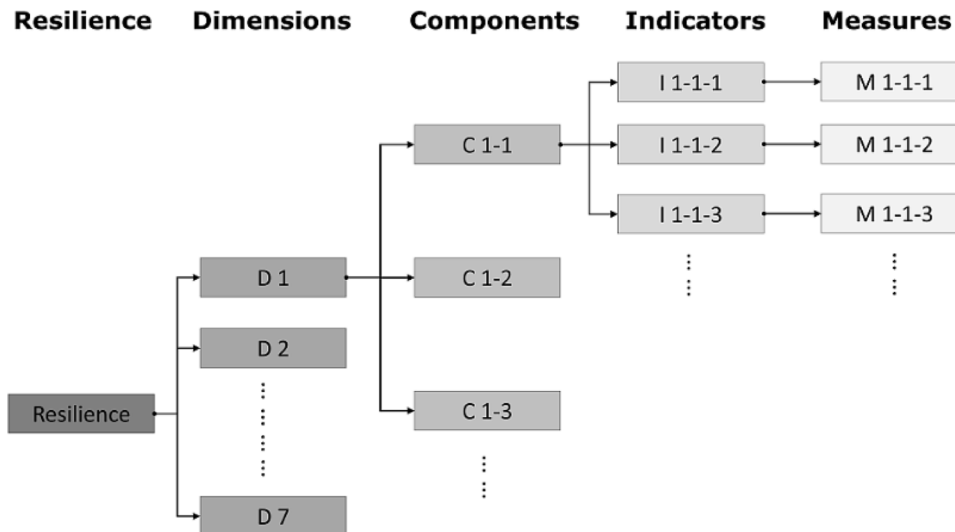 Resilience Dimensions Components Indicators Measures
I 1-1-1 M 1-1-1
C 1-1 I 1-1-2 M 1-1-2
I 1-1-3 M 1-1-3
D 1 C 1-2
D 2
Resilience C 1-3
D 7